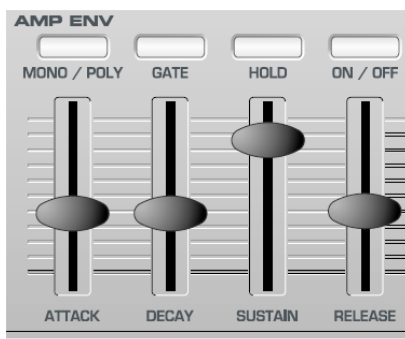 AMP ENV
MONO / POLY GATE HOLD ON / OFF
ATTACK DECAY SUSTAIN RELEASE